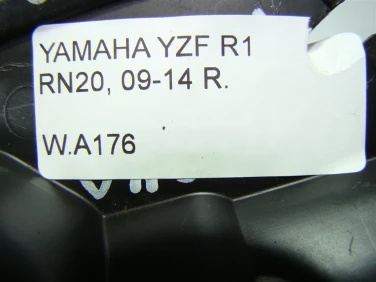 YAMAHA YZF R1
RN20, 09-14 R.
W.A176